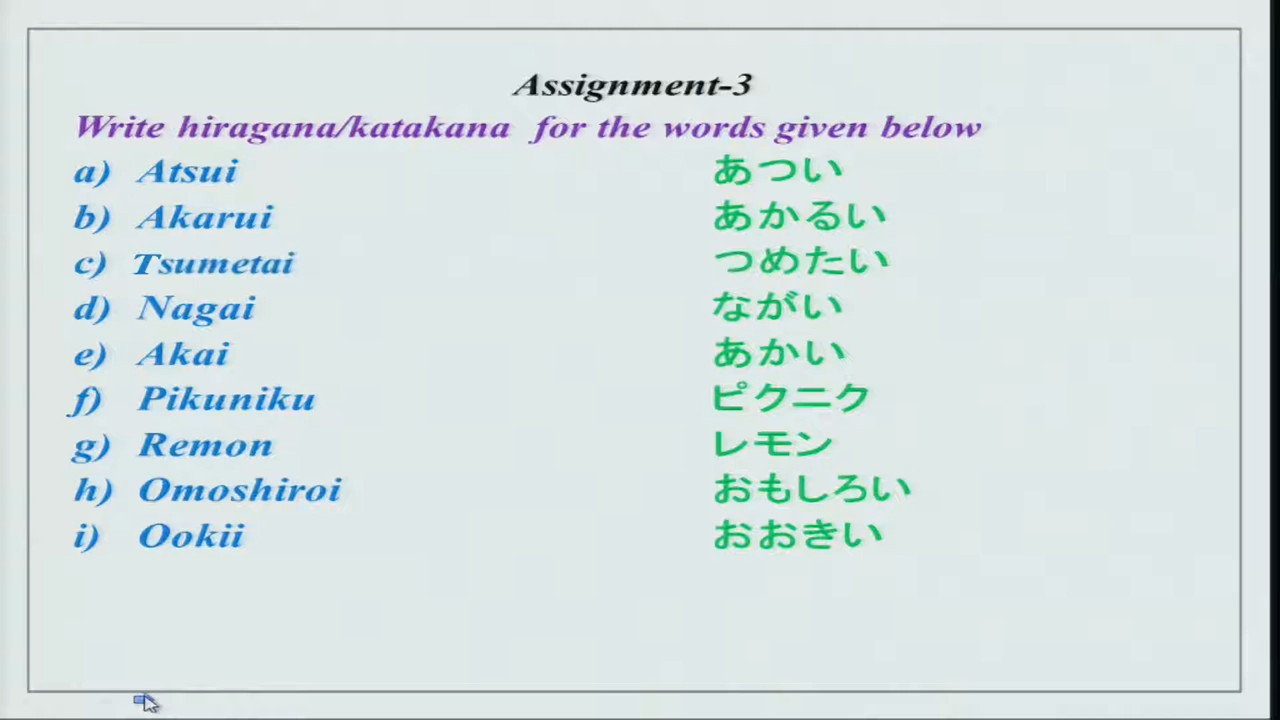 Assignment-3
Write hiragana/katakana for the words given below
a) Atsui あつい
b) Akarui あかるい
c) Tsumetai つめたい
d) Nagai ながい
e) Akai あかい
f) Pikuniku ピクニク
g) Remon レモン
h) Omoshiroi おもしろい
i) Ookii おおきい